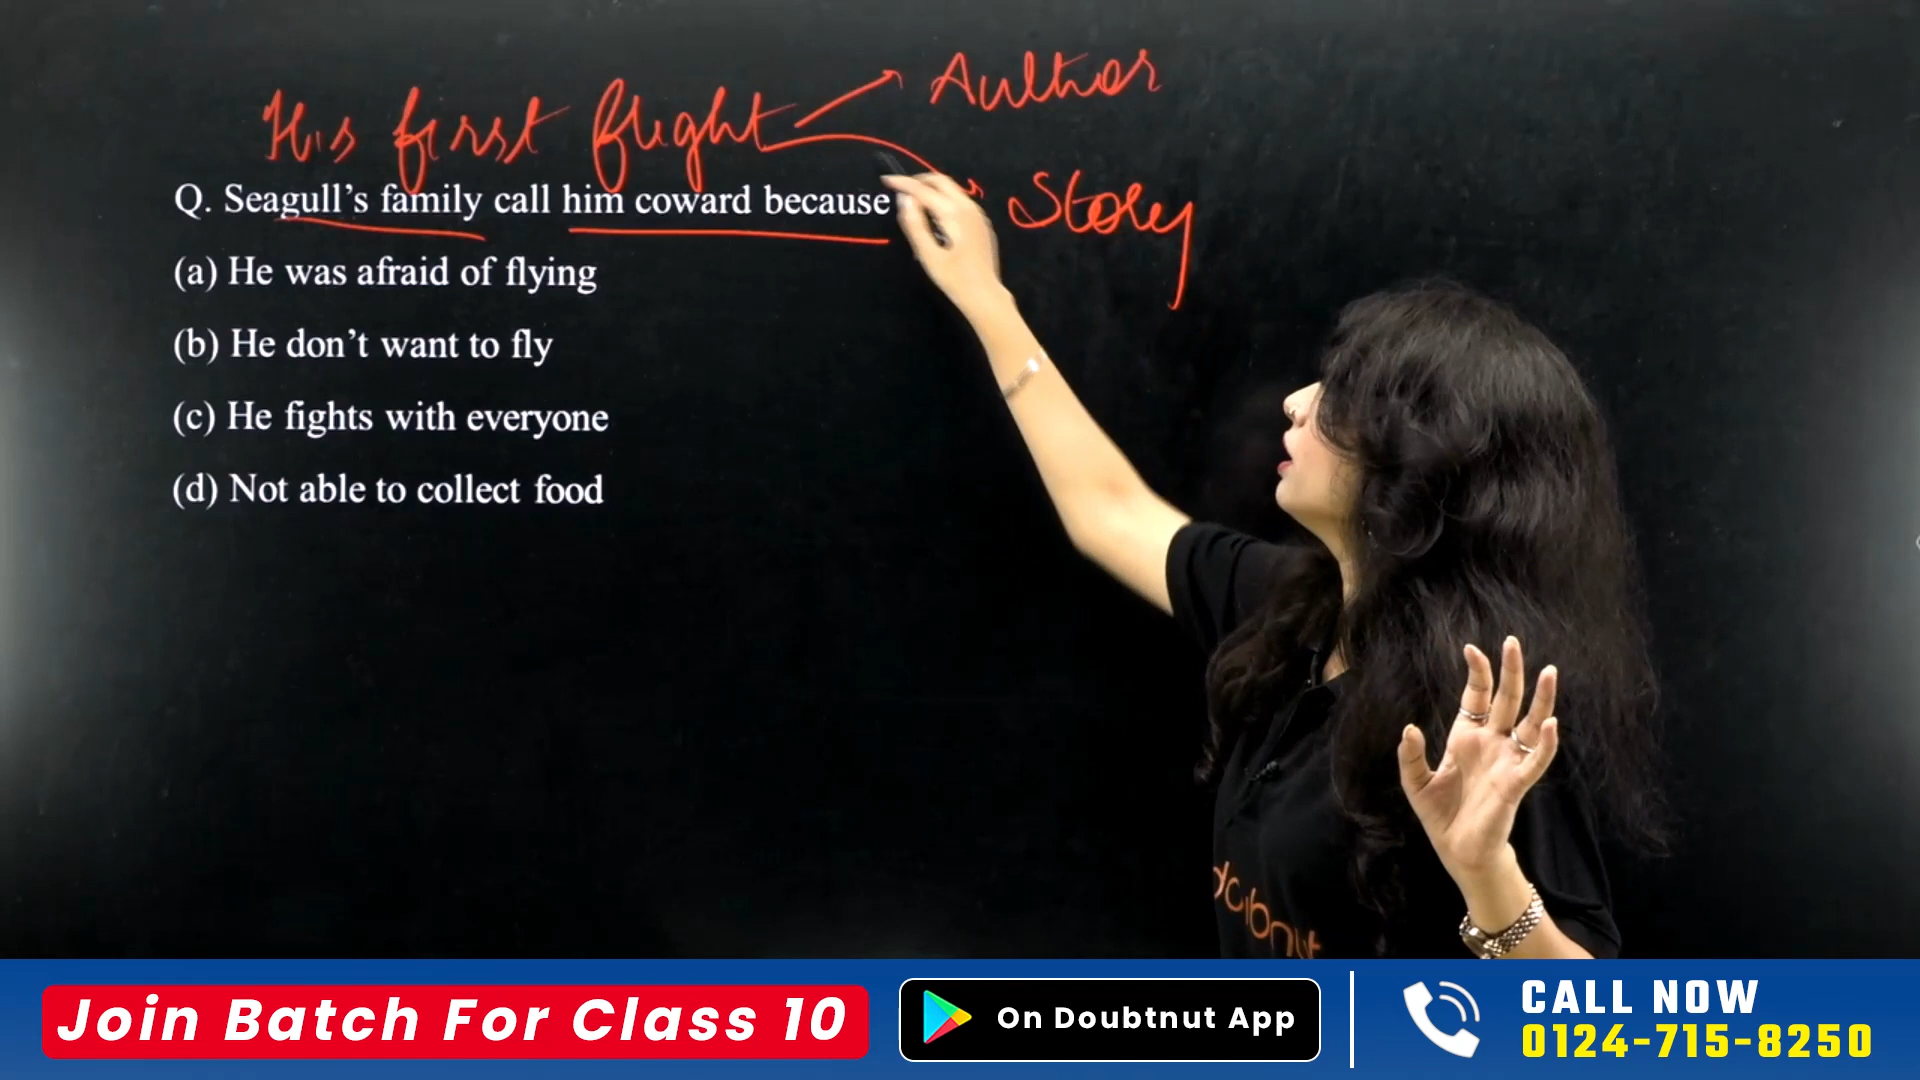 His first flight
Author
Story
Q. Seagull's family call him coward because
(a) He was afraid of flying
(b) He don't want to fly
(c) He fights with everyone
(d) Not able to collect food
Join Batch For Class 10
On Doubtnut App
CALL NOW
0124-715-8250